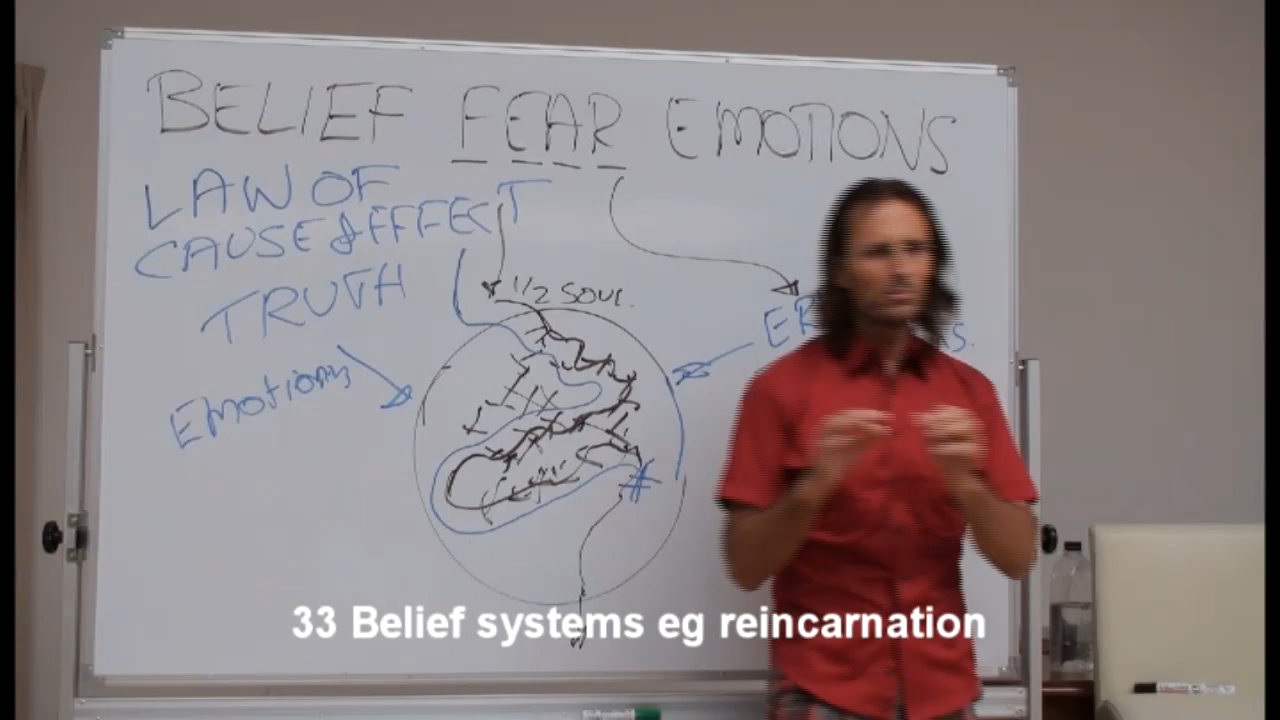 BELIEF FEAR EMOTIONS
LAW OF
CAUSE & EFFECT
TRUTH
1/2 SOUL.
Emotions
33 Belief systems eg reincarnation